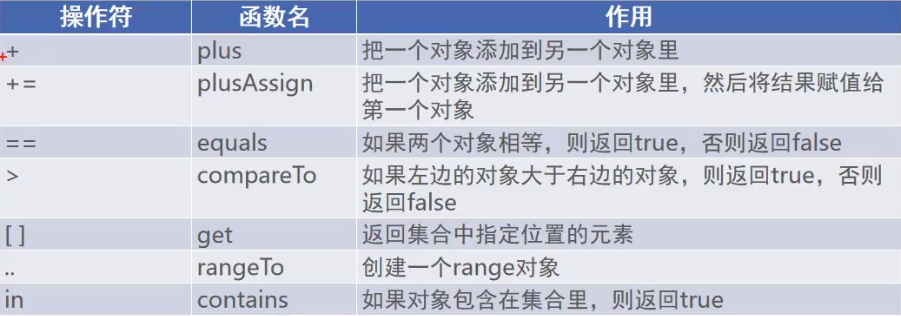 操作符 函数名 作用
+ plus 把一个对象添加到另一个对象里
+= plusAssign 把一个对象添加到另一个对象里，然后将结果赋值给
第一个对象
== equals 如果两个对象相等，则返回true，否则返回false
> compareTo 如果左边的对象大于右边的对象，则返回true，否则
返回false
[ ] get 返回集合中指定位置的元素
.. rangeTo 创建一个range对象
in contains 如果对象包含在集合里，则返回true